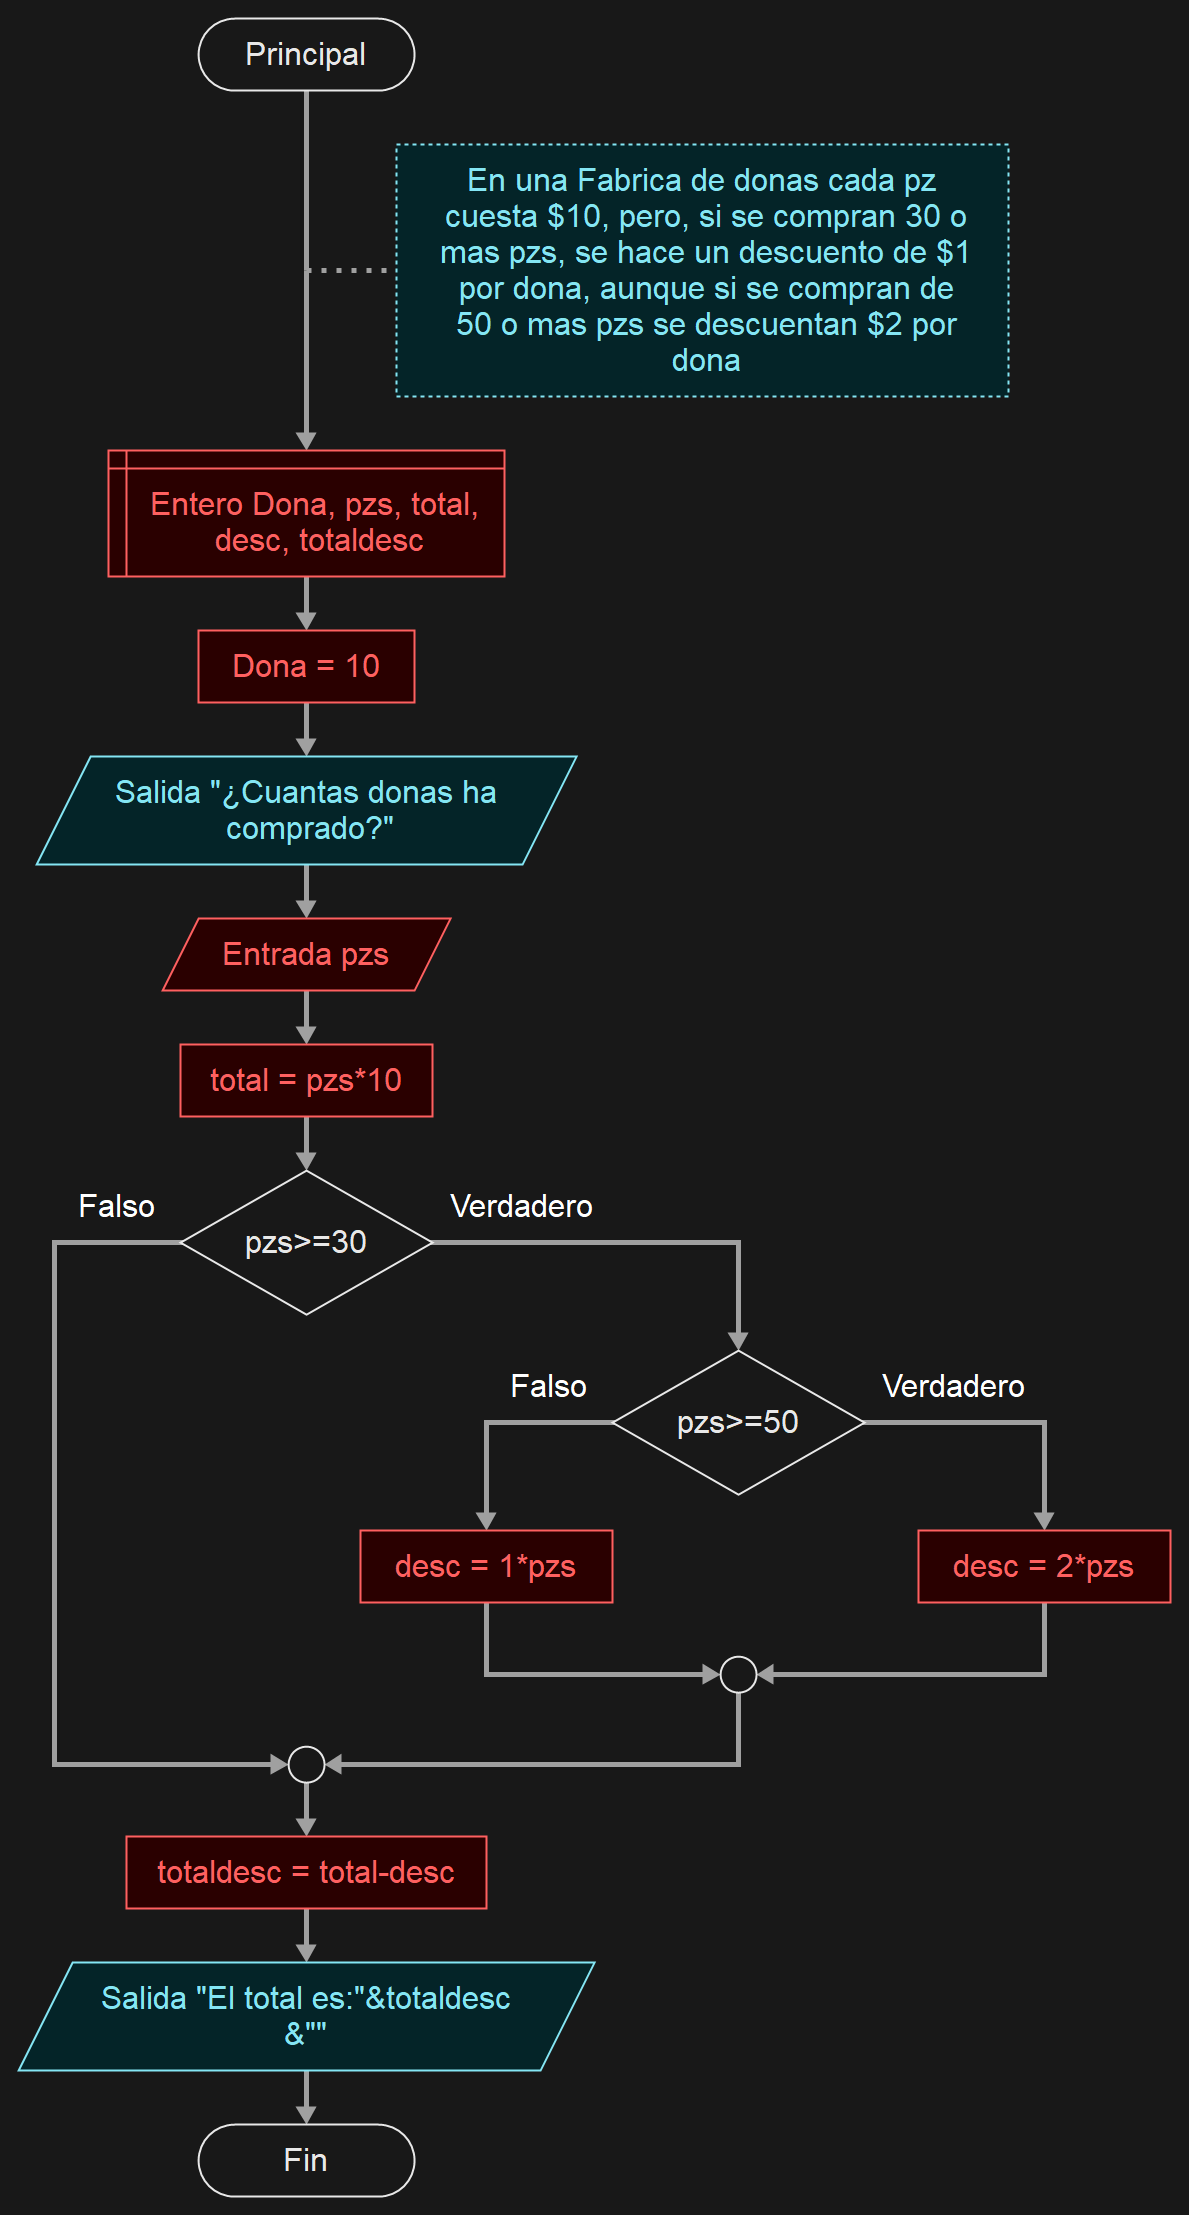 Principal
En una Fabrica de donas cada pz
cuesta $10, pero, si se compran 30 o
mas pzs, se hace un descuento de $1
por dona, aunque si se compran de
50 o mas pzs se descuentan $2 por
dona
Entero Dona, pzs, total,
desc, totaldesc
Dona = 10
Salida "¿Cuantas donas ha
comprado?"
Entrada pzs
total = pzs*10
Falso
Verdadero
pzs>=30
Falso
Verdadero
pzs>=50
desc = 1*pzs
desc = 2*pzs
totaldesc = total-desc
Salida "El total es:"&totaldesc
&""
Fin